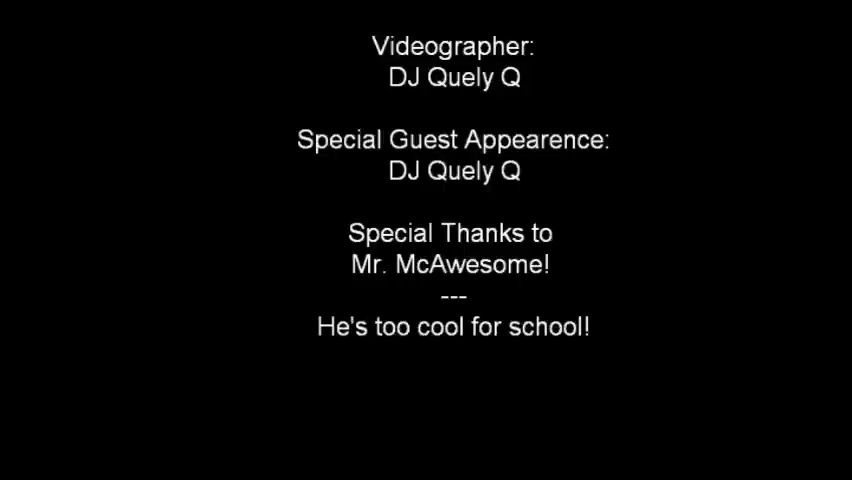 Videographer:
DJ Quely Q
Special Guest Appearence:
DJ Quely Q
Special Thanks to
Mr. McAwesome!
---
He's too cool for school!